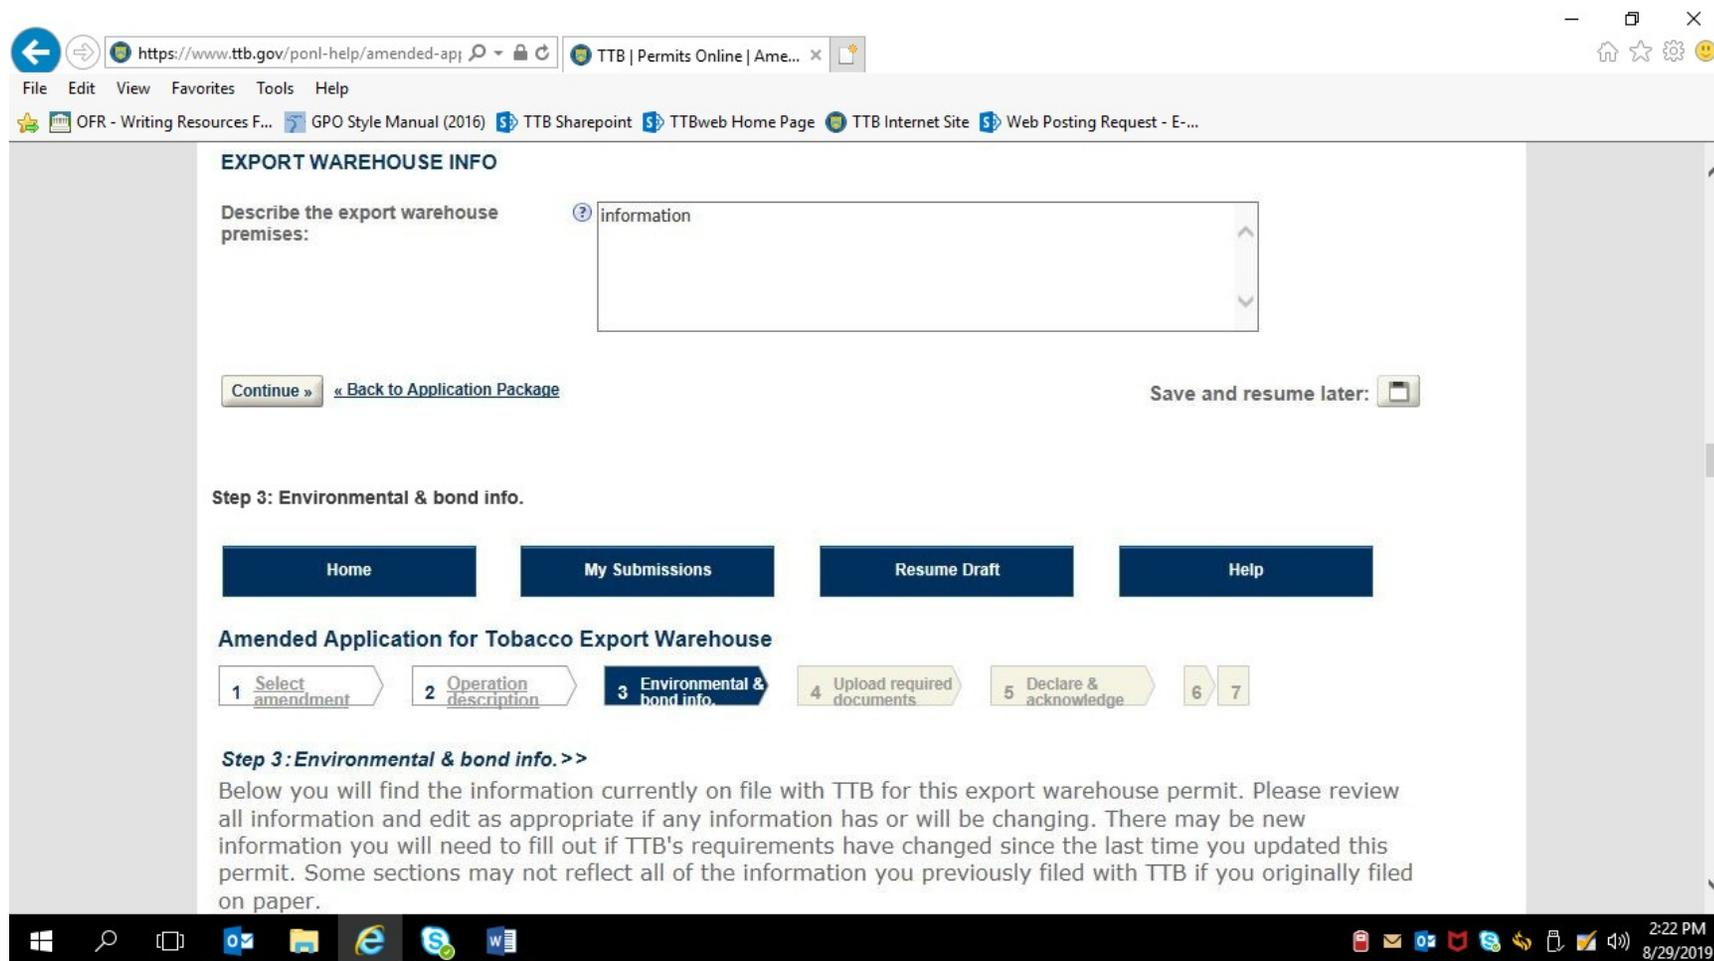 https://www.ttb.gov/ponl-help/amended-ap
TTB | Permits Online | Ame...
File Edit View Favorites Tools Help
OFR - Writing Resources F... GPO Style Manual (2016) TTB Sharepoint TTBweb Home Page TTB Internet Site Web Posting Request - E-...
EXPORT WAREHOUSE INFO
Describe the export warehouse
premises:
? information
Continue » « Back to Application Package
Save and resume later:
Step 3: Environmental & bond info.
Home My Submissions Resume Draft Help
Amended Application for Tobacco Export Warehouse
1 Select
amendment
2 Operation
description
3 Environmental &
bond info.
4 Upload required
documents
5 Declare &
acknowledge
6 7
Step 3:Environmental & bond info.>>
Below you will find the information currently on file with TTB for this export warehouse permit. Please review
all information and edit as appropriate if any information has or will be changing. There may be new
information you will need to fill out if TTB's requirements have changed since the last time you updated this
permit. Some sections may not reflect all of the information you previously filed with TTB if you originally filed
on paper.
2:22 PM
8/29/2019